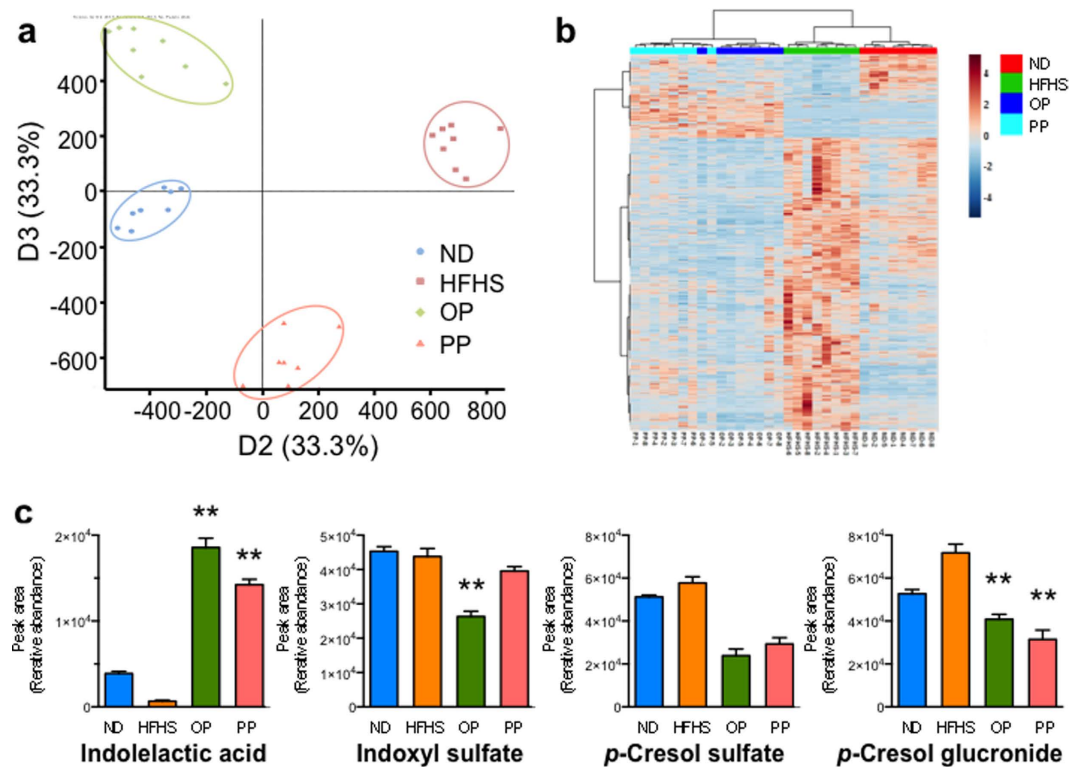 a
D3 (33.3%)
400
200
0
-200
-400
-600
-400 -200 0 200 400 600 800
D2 (33.3%)
ND
HFHS
OP
PP
b
4
2
0
-2
-4
ND
HFHS
OP
PP
c
Peak area
(Rerative abundance)
2×10⁴
1×10⁴
0
** **
ND HFHS OP PP
Indolelactic acid
Peak area
(Rerative abundance)
5×10⁴
4×10⁴
3×10⁴
2×10⁴
1×10⁴
0
**
ND HFHS OP PP
Indoxyl sulfate
Peak area
(Rerative abundance)
8×10⁴
6×10⁴
4×10⁴
2×10⁴
0
ND HFHS OP PP
p-Cresol sulfate
Peak area
(Rerative abundance)
8×10⁴
6×10⁴
4×10⁴
2×10⁴
0
** **
ND HFHS OP PP
p-Cresol glucronide